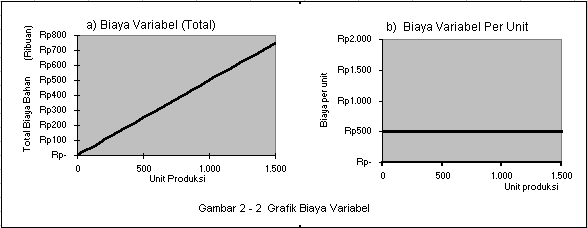 a) Biaya Variabel (Total)
Total Biaya Bahan (Ribuan)
Rp800
Rp700
Rp600
Rp500
Rp400
Rp300
Rp200
Rp100
Rp-
0 500 1.000 1.500
Unit Produksi
b) Biaya Variabel Per Unit
Biaya per unit
Rp2.000
Rp1.500
Rp1.000
Rp500
Rp-
0 500 1.000 1.500
Unit produksi
Gambar 2 - 2 Grafik Biaya Variabel